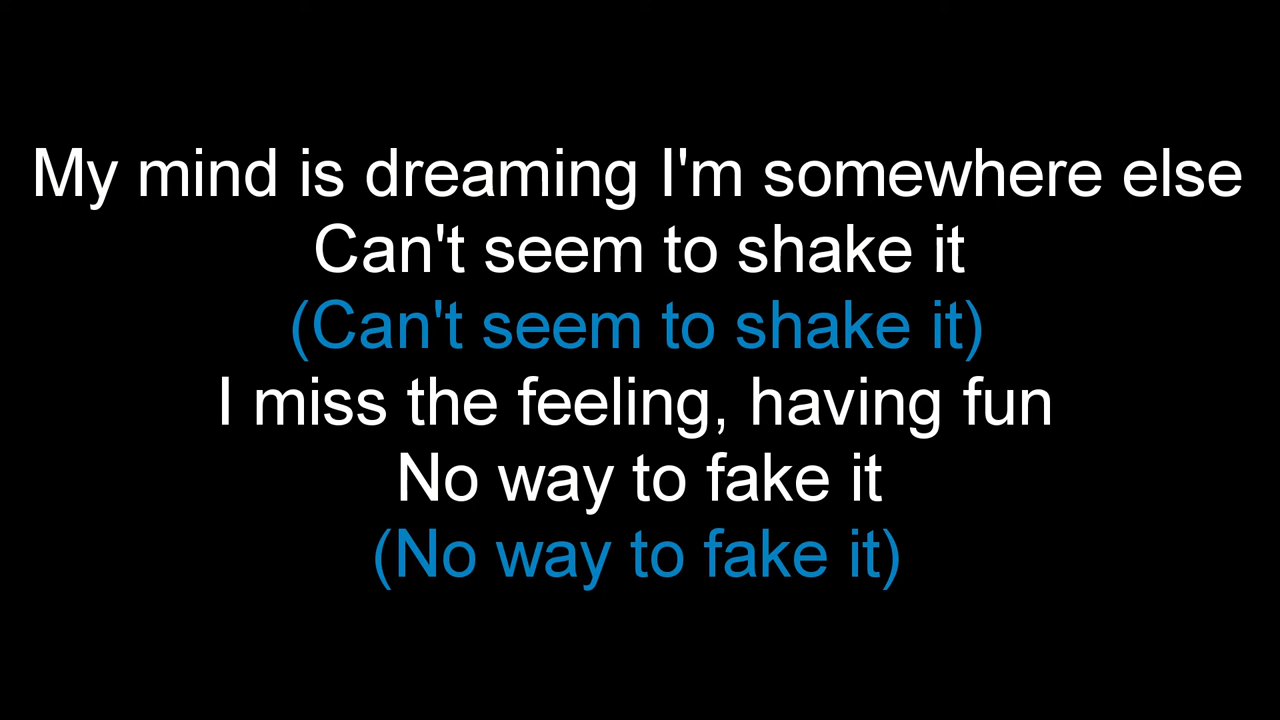 My mind is dreaming I'm somewhere else
Can't seem to shake it
(Can't seem to shake it)
I miss the feeling, having fun
No way to fake it
(No way to fake it)